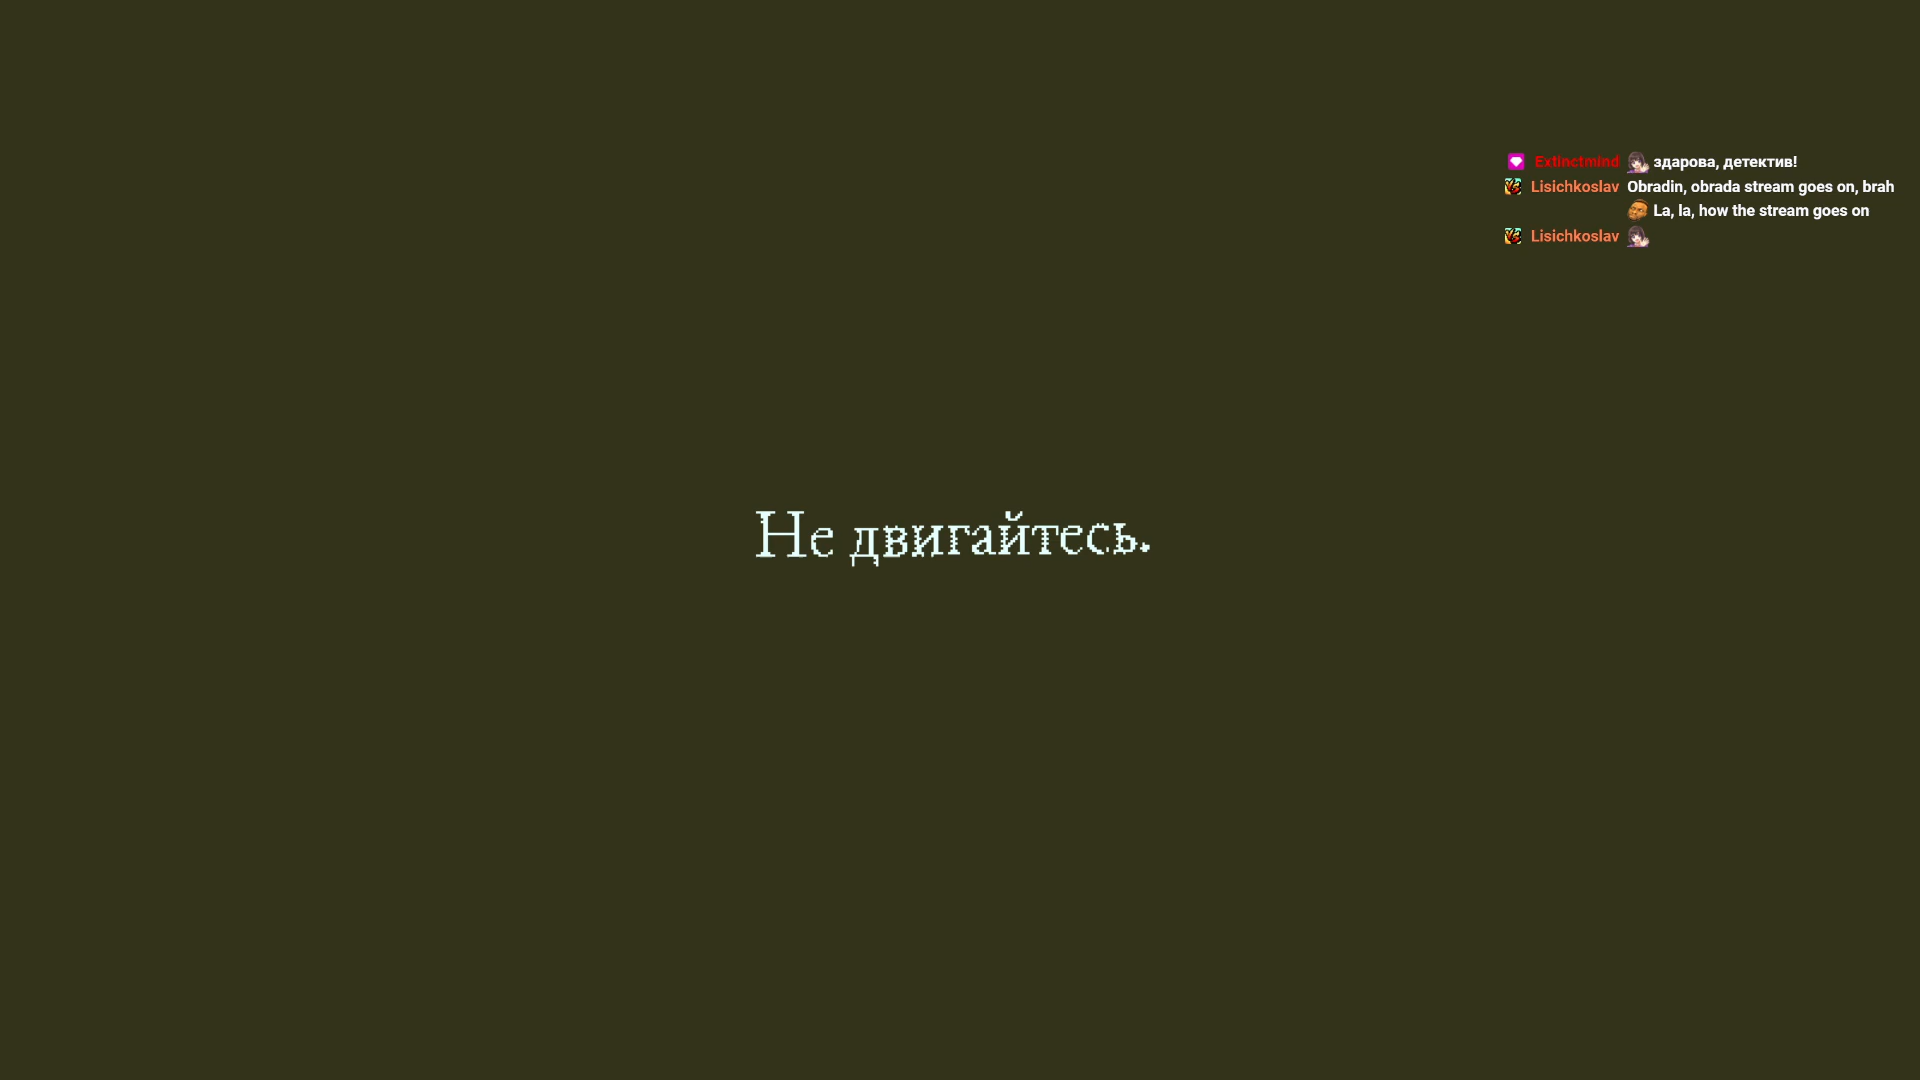 Extinctmind здарова, детектив!
Lisichkoslav Obradin, obrada stream goes on, brah
La, la, how the stream goes on
Lisichkoslav
Не двигайтесь.